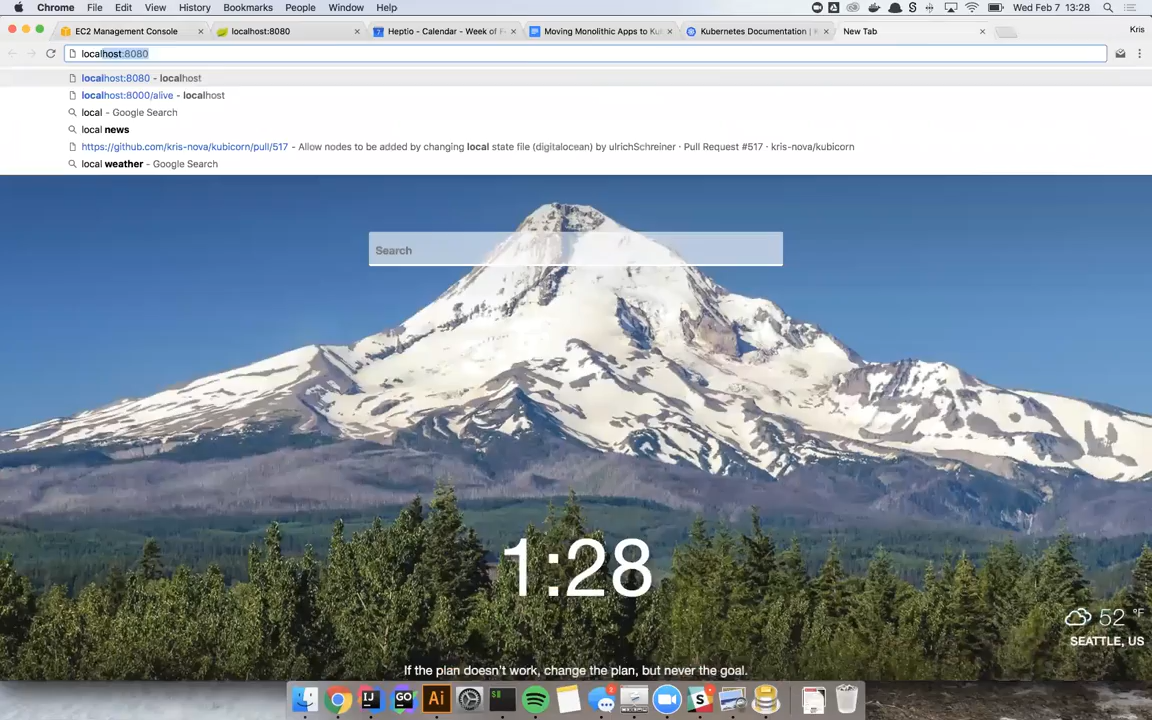 Chrome File Edit View History Bookmarks People Window Help Wed Feb 7 13:28
EC2 Management Console localhost:8080 Heptio - Calendar - Week of Moving Monolithic Apps to Ku Kubernetes Documentation | K New Tab Kris
localhost:8080
localhost:8080 - localhost
localhost:8000/alive - localhost
local - Google Search
local news
https://github.com/kris-nova/kubicorn/pull/517 - Allow nodes to be added by changing local state file (digitalocean) by ulrichSchreiner · Pull Request #517 · kris-nova/kubicorn
local weather - Google Search
Search
1:28
52 °F
SEATTLE, US
If the plan doesn't work, change the plan, but never the goal.